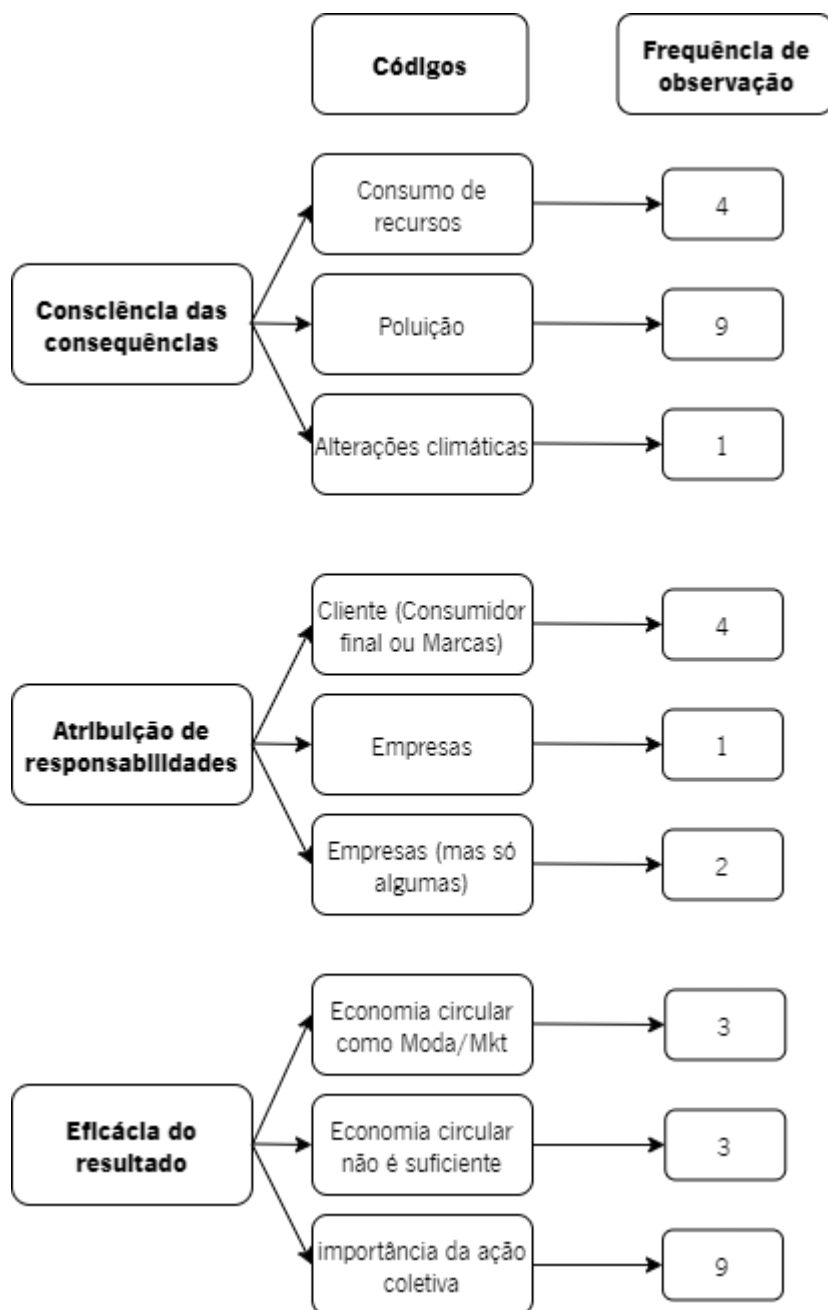 Códigos
Frequência de
observação
Consumo de
recursos
4
Consciência das
consequências
Poluição
9
Alterações climáticas
1
Cliente (Consumidor
final ou Marcas)
4
Atribuição de
responsabilidades
Empresas
1
Empresas (mas só
algumas)
2
Economia circular
como Moda/Mkt
3
Eficácia do
resultado
Economia circular
não é suficiente
3
importância da ação
coletiva
9